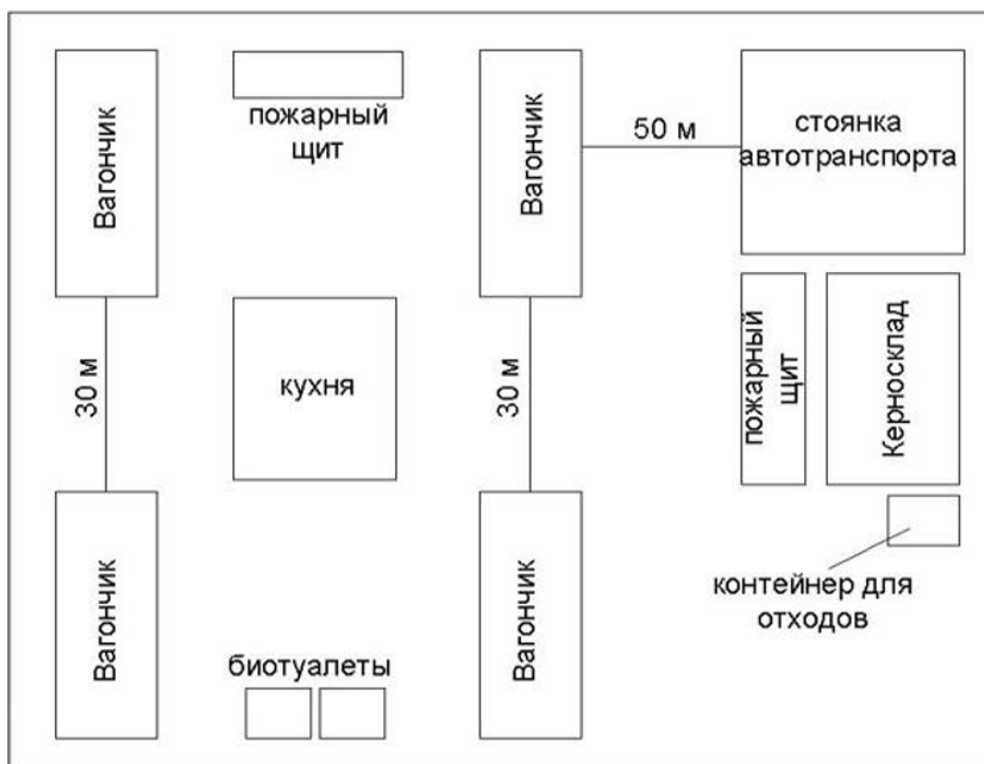 Вагончик
пожарный
щит
Вагончик
50 м
стоянка
автотранспорта
30 м
кухня
30 м
пожарный
щит
Керносклад
Вагончик
Вагончик
контейнер для
отходов
биотуалеты